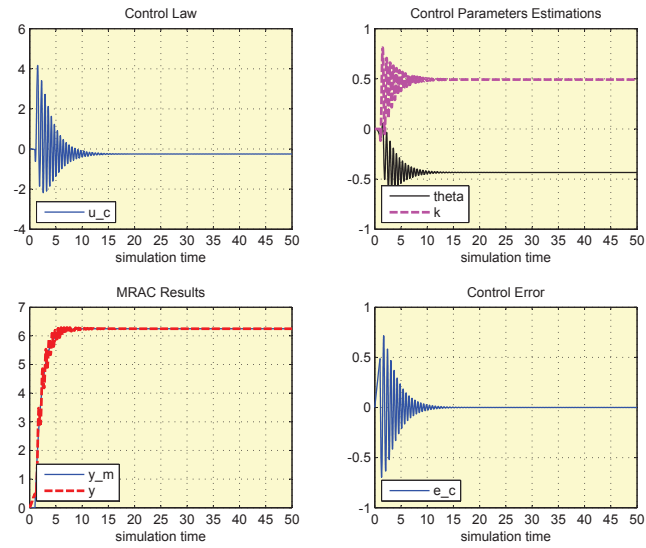 Control Law
6
4
2
0
-2
-4
0 5 10 15 20 25 30 35 40 45 50
simulation time
u_c
Control Parameters Estimations
1
0.5
0
-0.5
-1
0 5 10 15 20 25 30 35 40 45 50
simulation time
theta
k
MRAC Results
7
6
5
4
3
2
1
0
0 5 10 15 20 25 30 35 40 45 50
simulation time
y_m
y
Control Error
1
0.5
0
-0.5
-1
0 5 10 15 20 25 30 35 40 45 50
simulation time
e_c